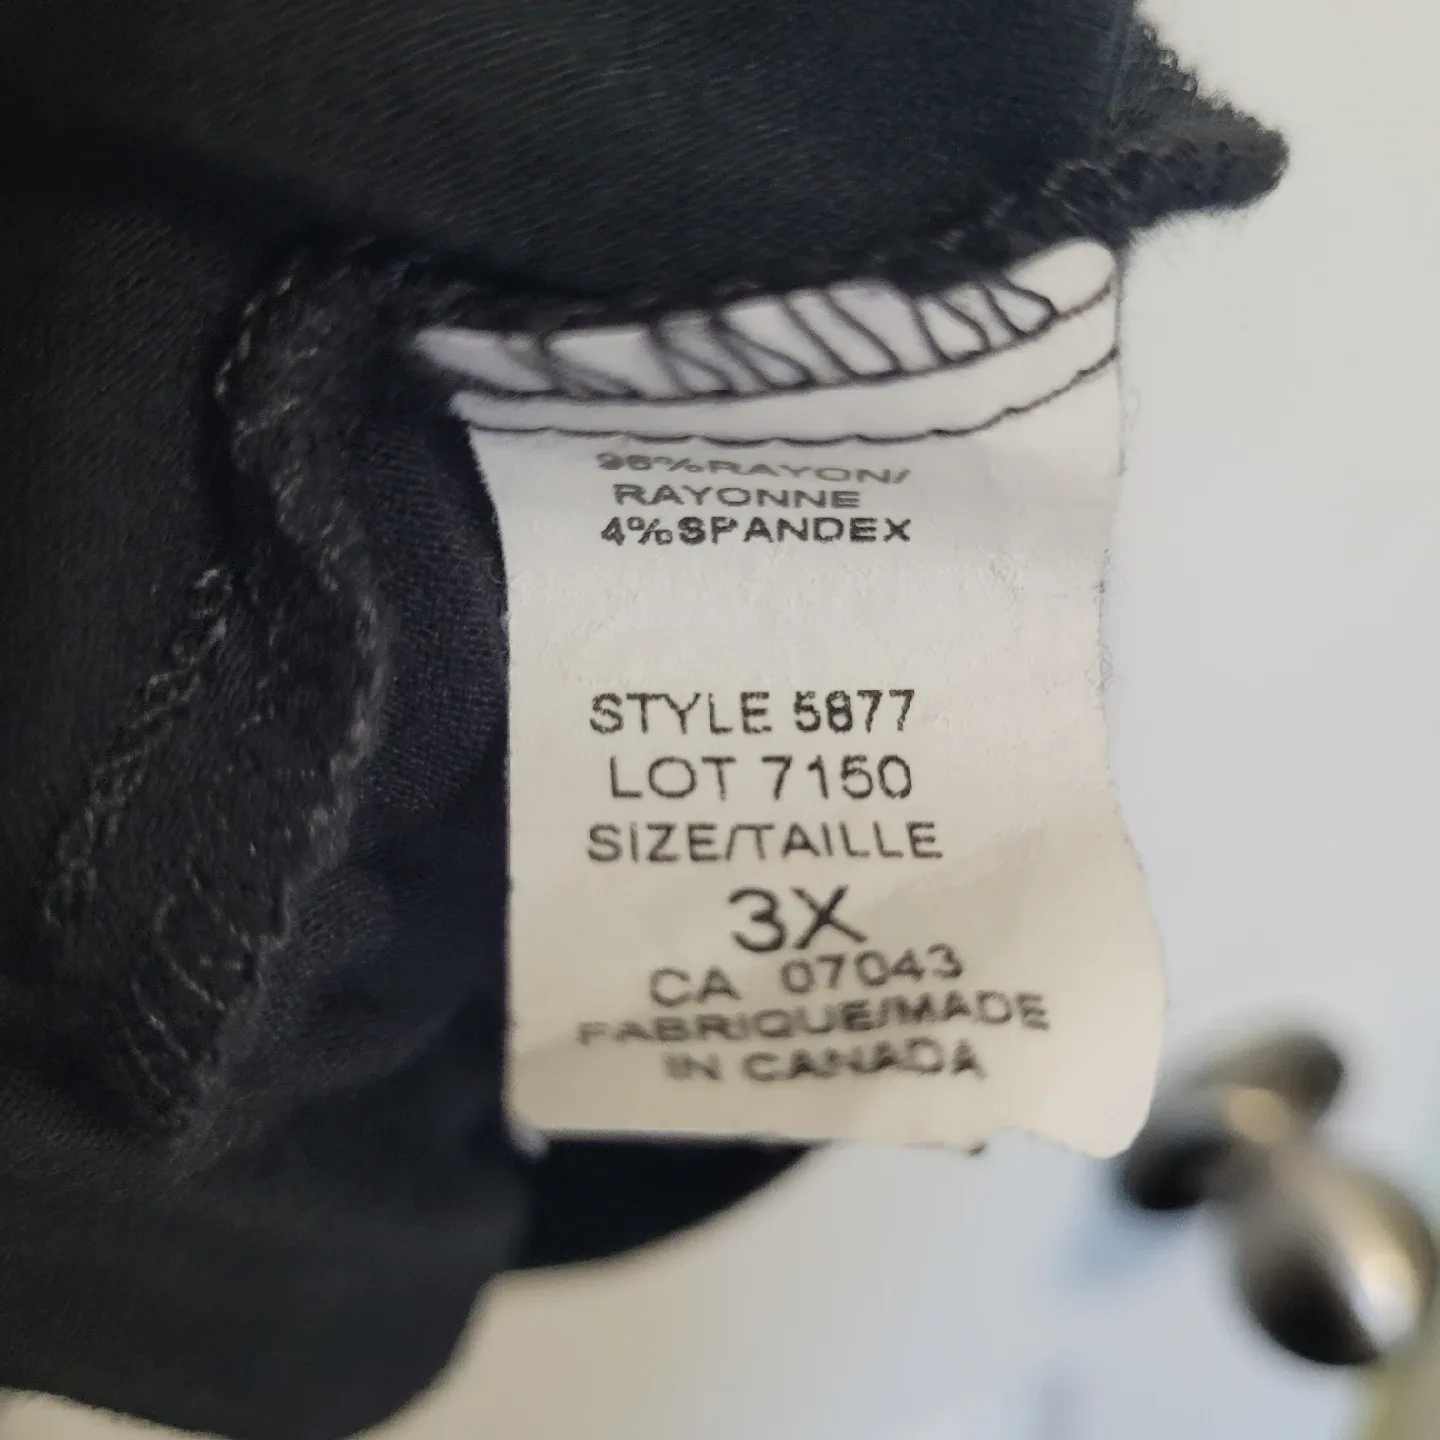 96%RAYON/
RAYONNE
4%SPANDEX
STYLE 5877
LOT 7150
SIZE/TAILLE
3X
CA 07043
FABRIQUE/MADE
IN CANADA